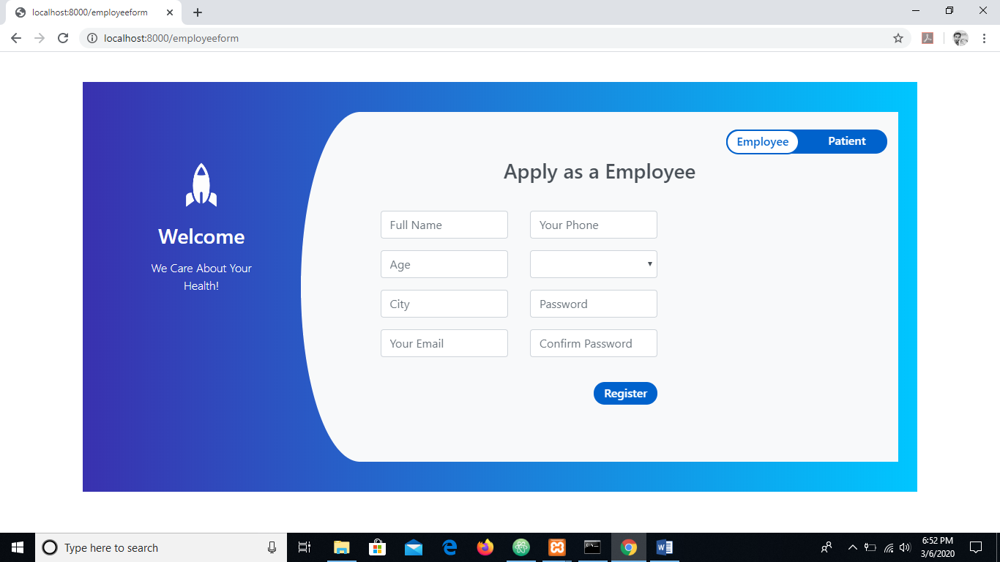 localhost:8000/employeeform
localhost:8000/employeeform
Employee
Patient
Welcome
We Care About Your
Health!
Apply as a Employee
Full Name
Your Phone
Age
City
Password
Your Email
Confirm Password
Register
Type here to search
6:52 PM
3/6/2020